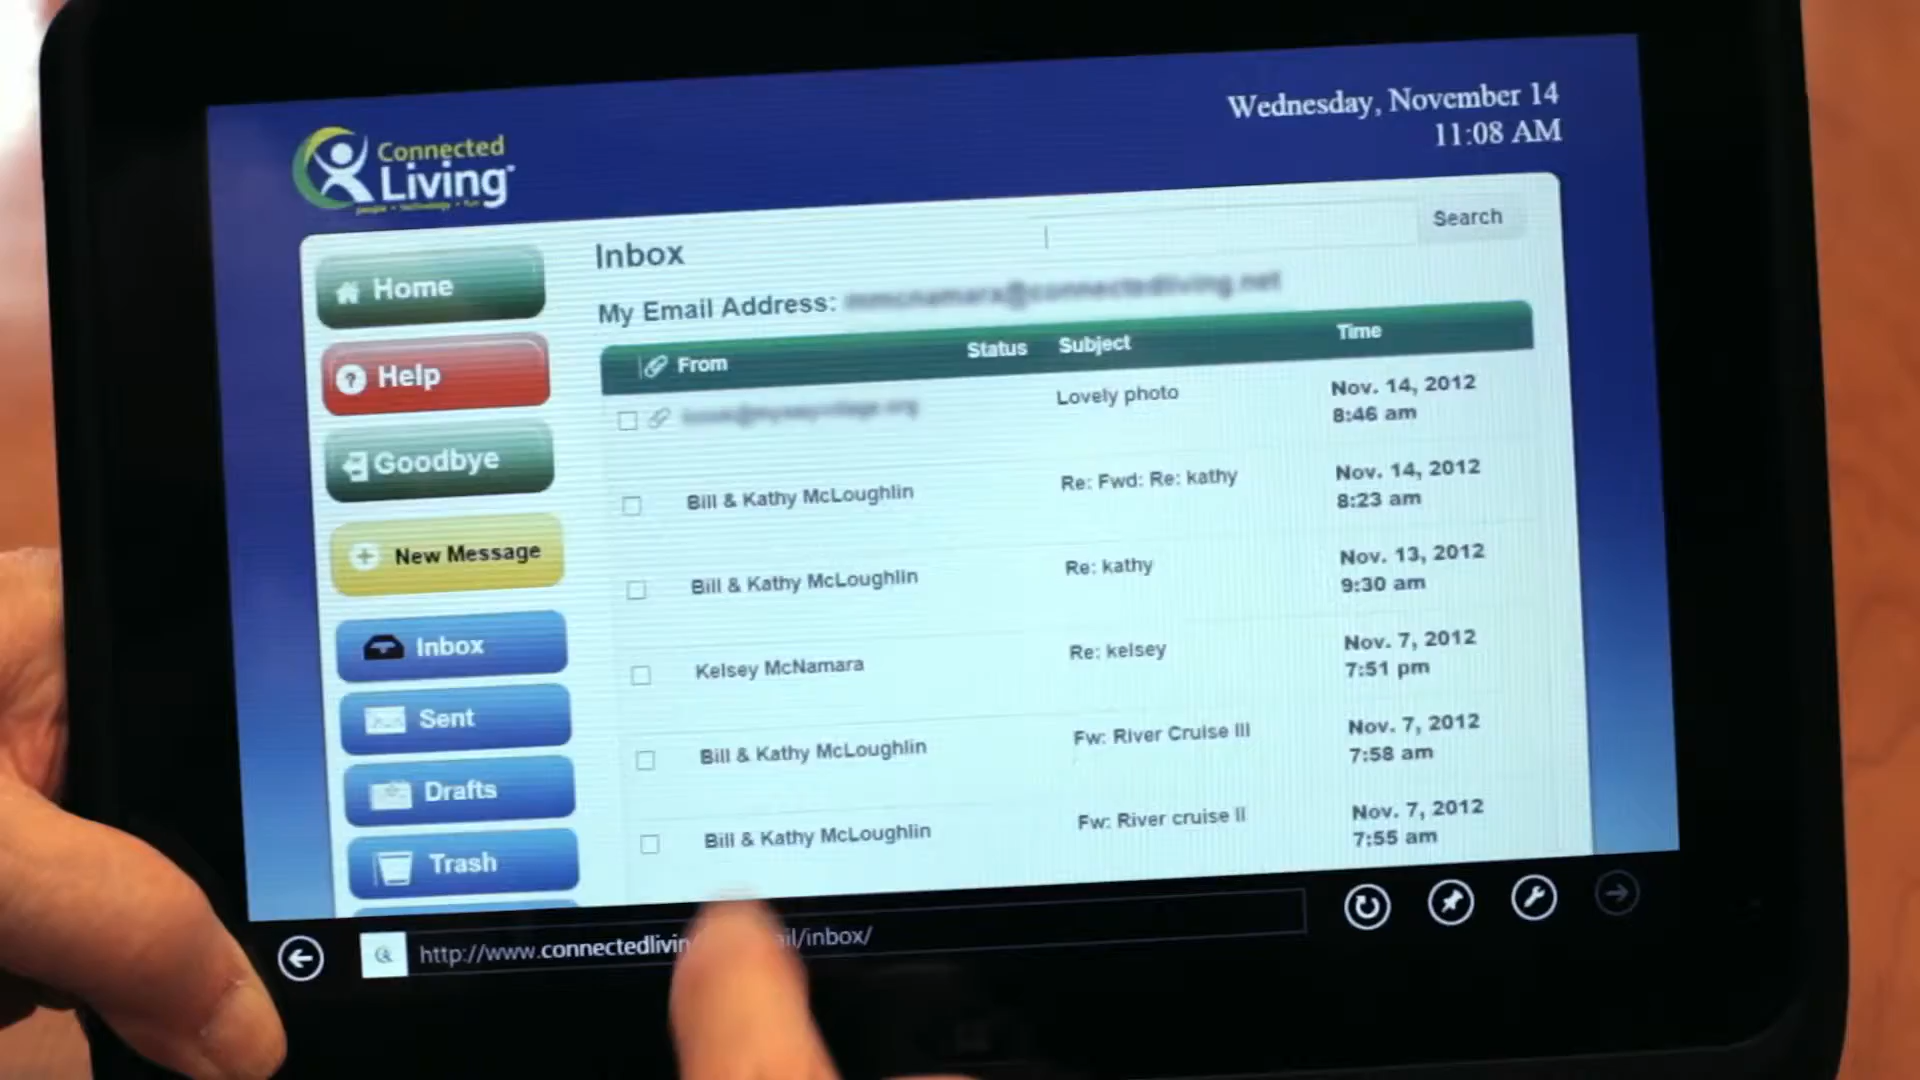 Wednesday, November 14
11:08 AM
Connected
Living
people • technology • fun
Search
Inbox
Home
My Email Address:
From Status Subject Time
Help
Lovely photo Nov. 14, 2012
8:46 am
Goodbye
Bill & Kathy McLoughlin Re: Fwd: Re: kathy Nov. 14, 2012
8:23 am
New Message
Bill & Kathy McLoughlin Re: kathy Nov. 13, 2012
9:30 am
Inbox
Kelsey McNamara Re: kelsey Nov. 7, 2012
7:51 pm
Sent
Bill & Kathy McLoughlin Fw: River Cruise III Nov. 7, 2012
7:58 am
Drafts
Bill & Kathy McLoughlin Fw: River cruise II Nov. 7, 2012
7:55 am
Trash
http://www.connectedlivin ail/inbox/